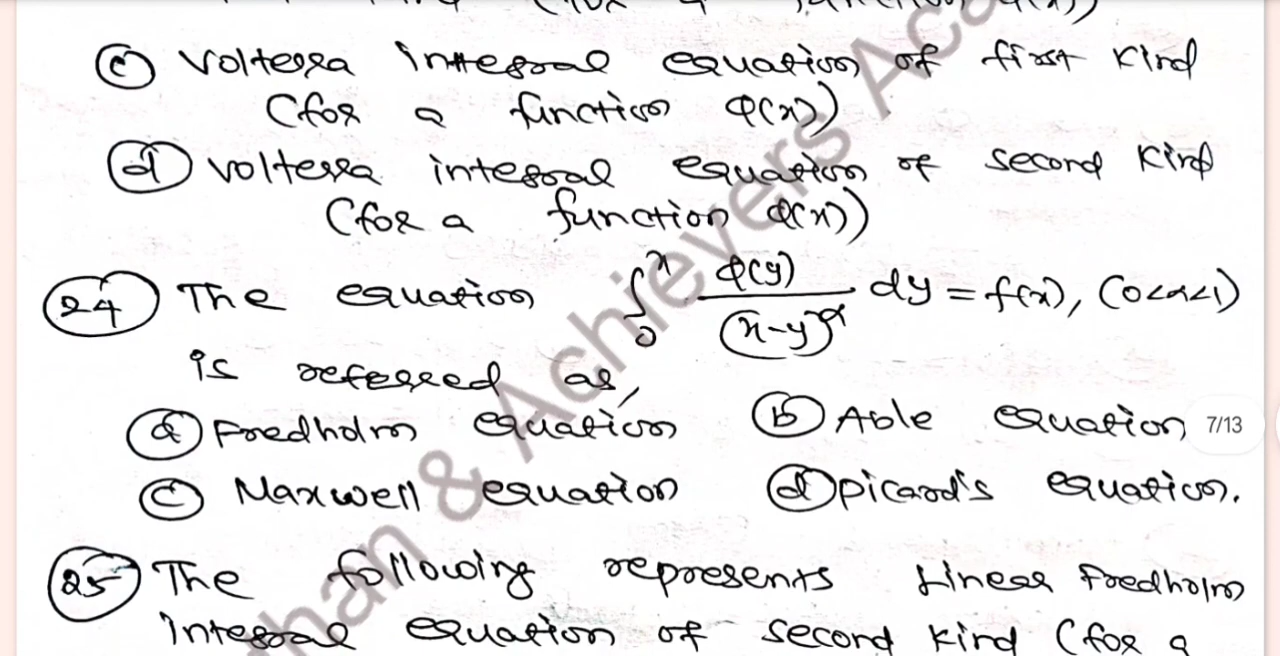 ⓒ Volterra integral equation of first kind
(for a function φ(x))
ⓓ Volterra integral equation of second kind
(for a function φ(x))
24 The equation ∫₀ˣ φ(y)/(x-y)^α dy = f(x), (0<α<1)
is referred as,
ⓐ Fredholm equation ⓑ Able equation
7/13
ⓒ Maxwell equation ⓓ picard's equation.
25 The following represents Linear Fredholm
integral equation of second kind (for a